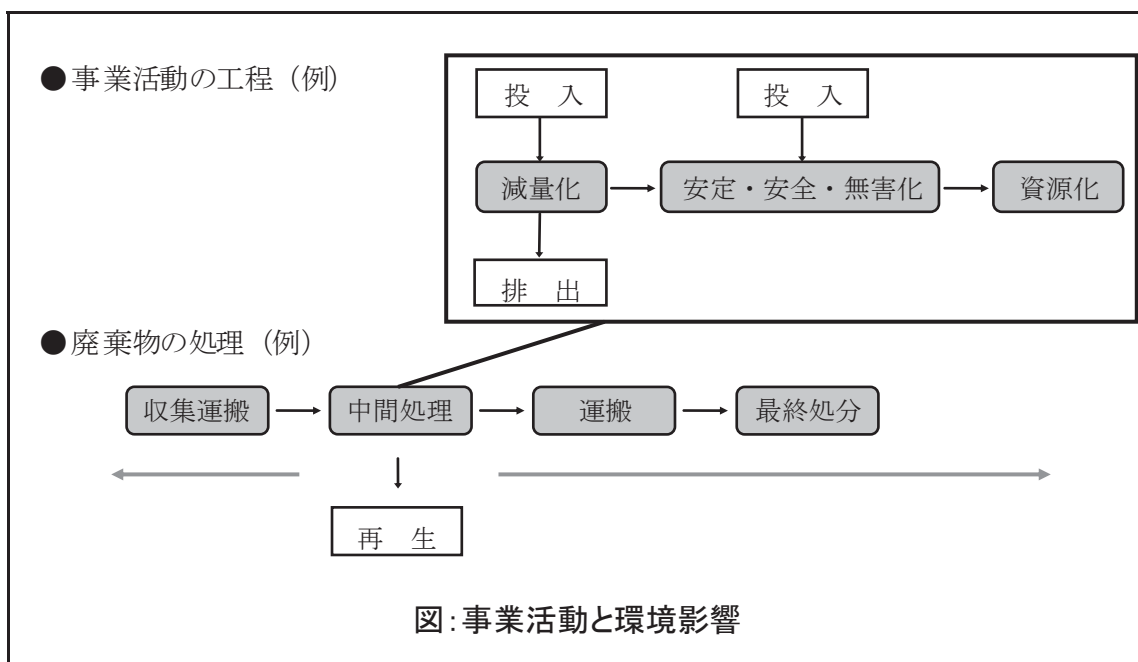 ●事業活動の工程（例）
投　入
投　入
減量化
安定・安全・無害化
資源化
排　出
●廃棄物の処理（例）
収集運搬
中間処理
運搬
最終処分
再　生
図：事業活動と環境影響